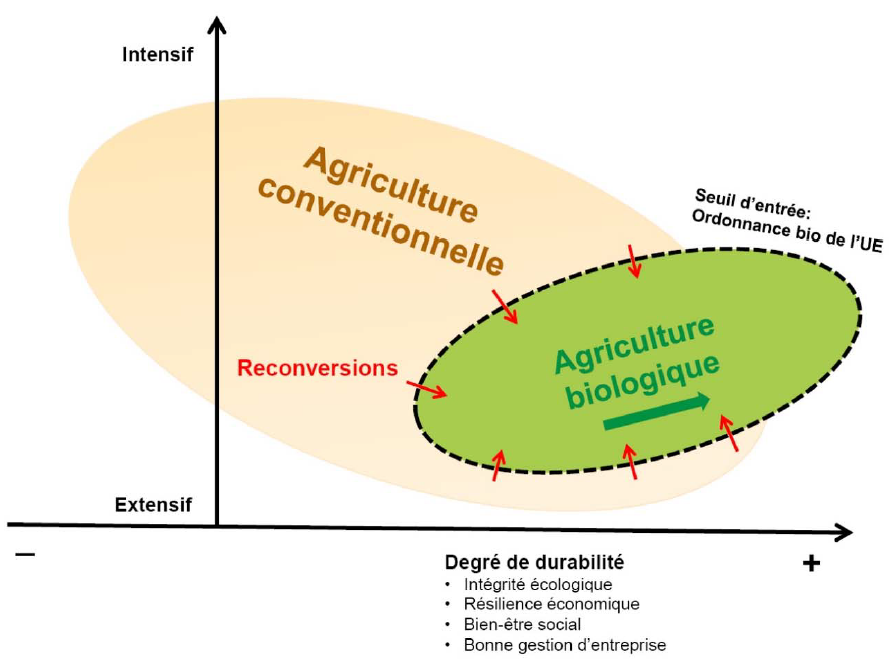 Intensif
Agriculture
conventionnelle
Seuil d'entrée:
Ordonnance bio de l'UE
Agriculture
biologique
Reconversions
Extensif
–
+
Degré de durabilité
• Intégrité écologique
• Résilience économique
• Bien-être social
• Bonne gestion d'entreprise